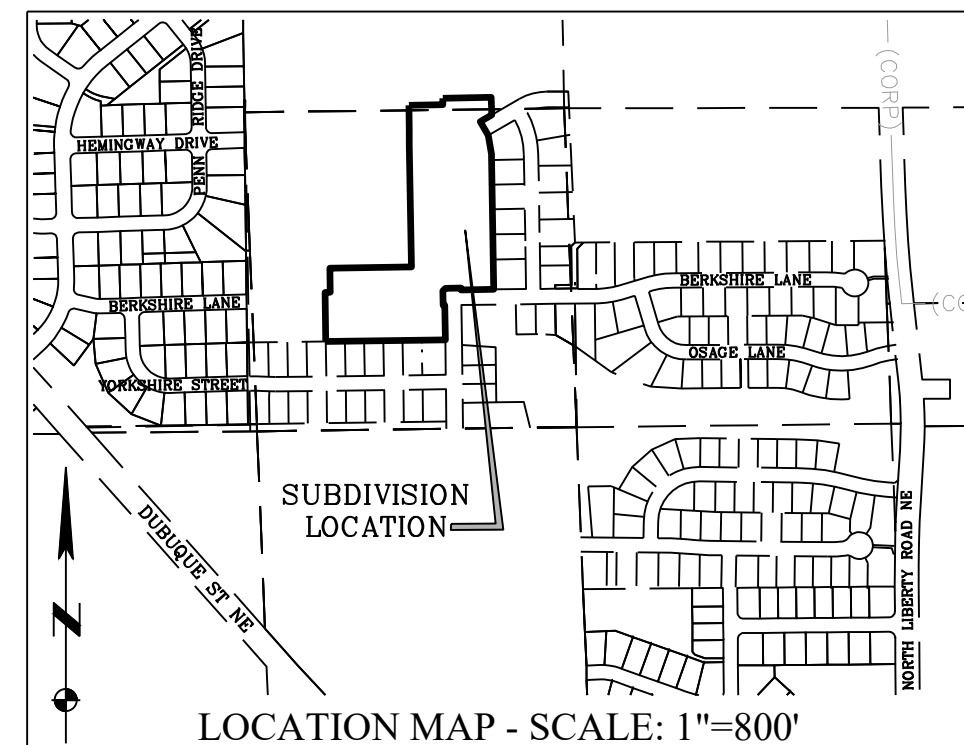 RIDGE DRIVE
PENN
HEMINGWAY DRIVE
(CORP)
BERKSHIRE LANE
BERKSHIRE LANE
(CO
OSAGE LANE
YORKSHIRE STREET
SUBDIVISION
LOCATION
DUBUQUE ST NE
NORTH LIBERTY ROAD NE
N
LOCATION MAP - SCALE: 1"=800'